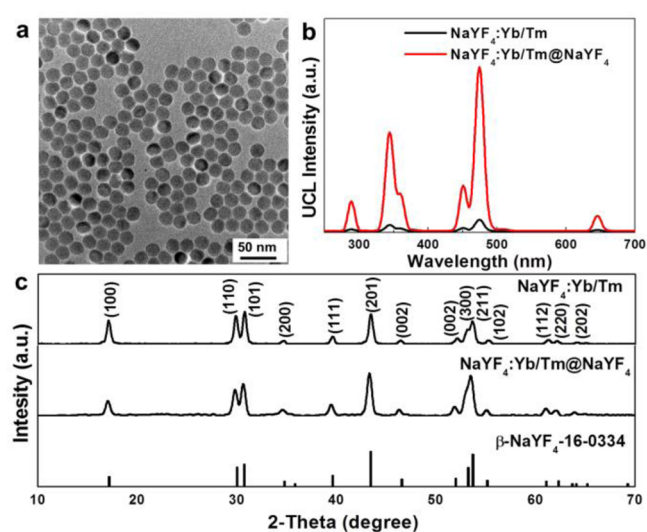 a
50 nm
b
NaYF4:Yb/Tm
NaYF4:Yb/Tm@NaYF4
UCL Intensity (a.u.)
300 400 500 600 700
Wavelength (nm)
c
NaYF4:Yb/Tm
(100) (110) (101) (200) (111) (201) (002) (002) (300) (211) (102) (112) (220) (202)
NaYF4:Yb/Tm@NaYF4
β-NaYF4-16-0334
Intesity (a.u.)
10 20 30 40 50 60 70
2-Theta (degree)